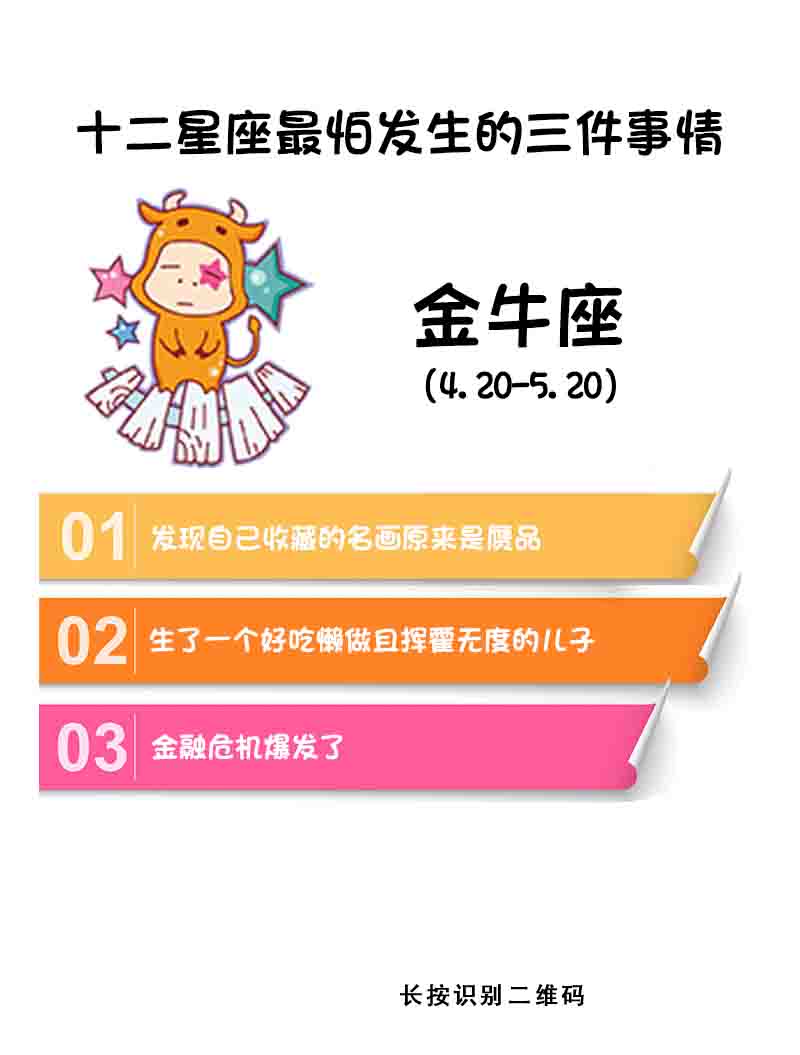 十二星座最怕发生的三件事情
金牛座
(4.20-5.20)
01 发现自己收藏的名画原来是赝品
02 生了一个好吃懒做且挥霍无度的儿子
03 金融危机爆发了
长按识别二维码